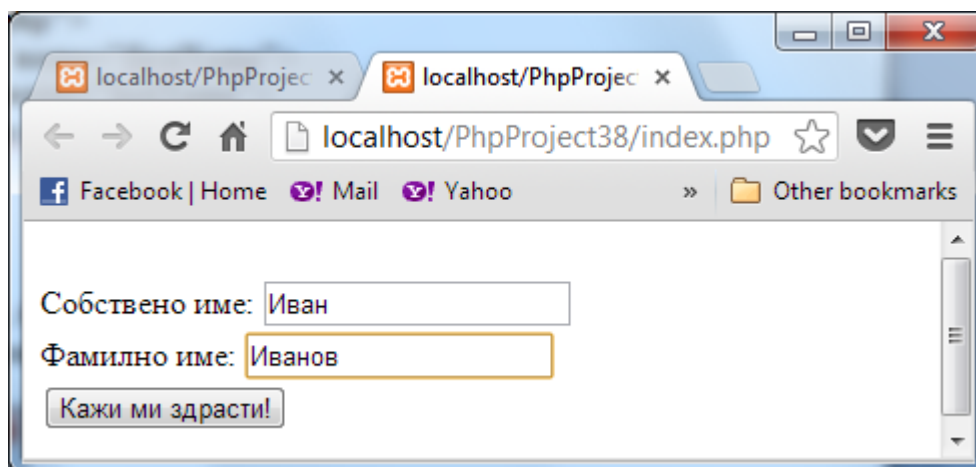 localhost/PhpProjec localhost/PhpProjec
localhost/PhpProject38/index.php
Facebook | Home Mail Yahoo » Other bookmarks
Собствено име: Иван
Фамилно име: Иванов
Кажи ми здрасти!